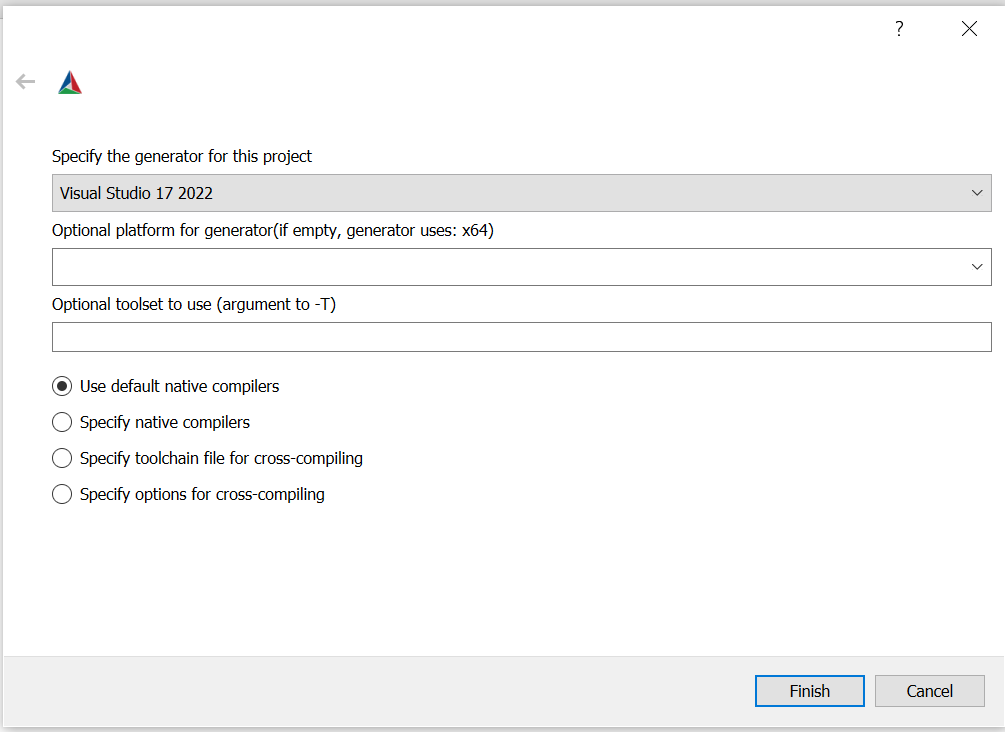 ?
Specify the generator for this project
Visual Studio 17 2022
Optional platform for generator(if empty, generator uses: x64)
Optional toolset to use (argument to -T)
Use default native compilers
Specify native compilers
Specify toolchain file for cross-compiling
Specify options for cross-compiling
Finish Cancel